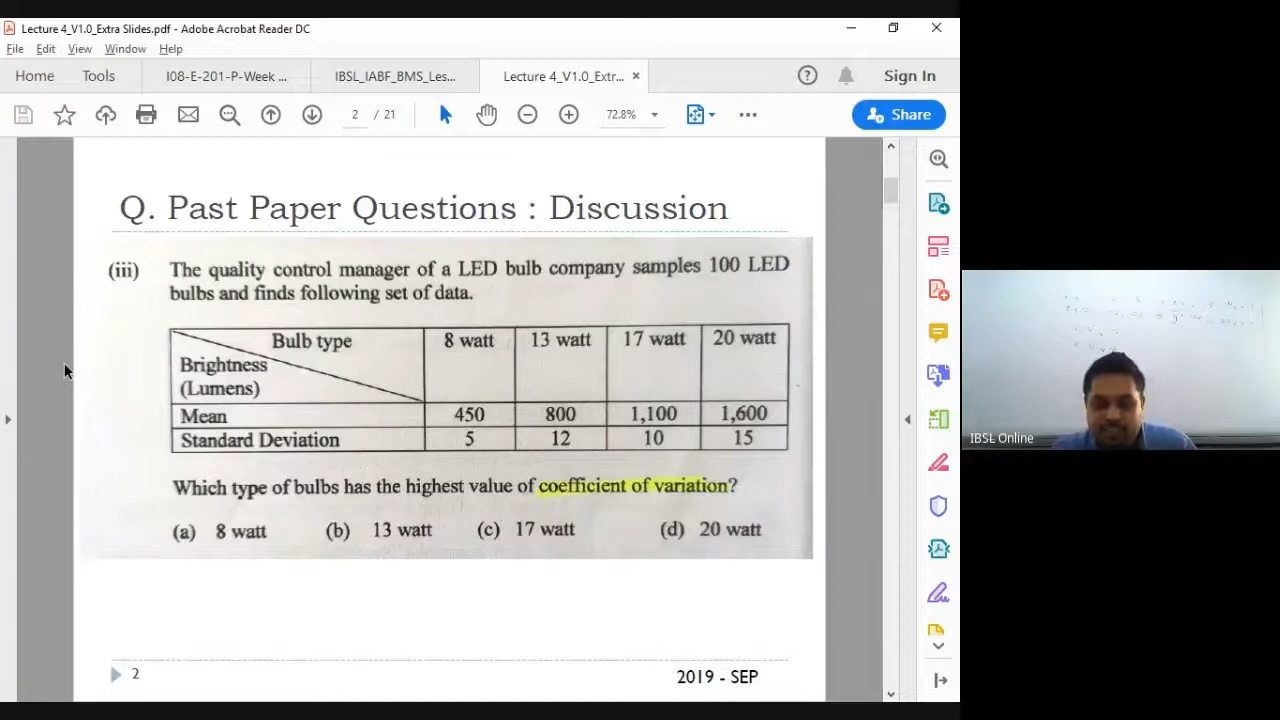 Lecture 4_V1.0_Extra Slides.pdf - Adobe Acrobat Reader DC
File Edit View Window Help
Home Tools I08-E-201-P-Week ... IBSL_IABF_BMS_Les... Lecture 4_V1.0_Extr... × Sign In
2 / 21 72.8% Share
Q. Past Paper Questions : Discussion
(iii) The quality control manager of a LED bulb company samples 100 LED
bulbs and finds following set of data.
Bulb type 8 watt 13 watt 17 watt 20 watt
Brightness
(Lumens)
Mean 450 800 1,100 1,600
Standard Deviation 5 12 10 15
Which type of bulbs has the highest value of coefficient of variation?
(a) 8 watt (b) 13 watt (c) 17 watt (d) 20 watt
2 2019 - SEP
IBSL Online